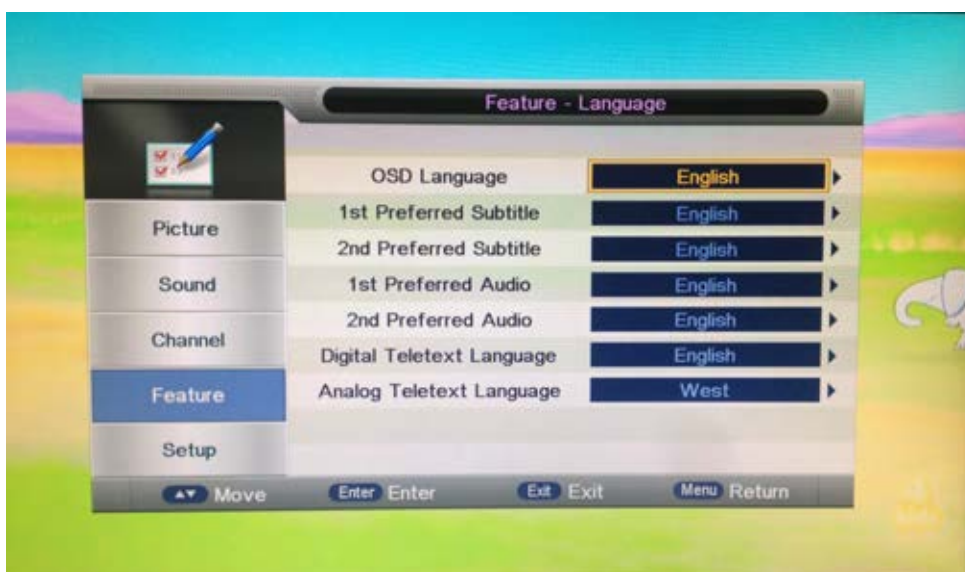 Feature - Language
OSD Language English
1st Preferred Subtitle English
2nd Preferred Subtitle English
1st Preferred Audio English
2nd Preferred Audio English
Digital Teletext Language English
Analog Teletext Language West
Picture
Sound
Channel
Feature
Setup
Move Enter Enter Exit Exit Menu Return